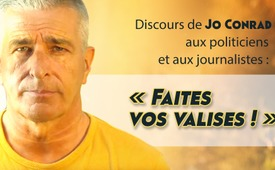 Discours de Jo Conrad
aux politiciens
et aux journalistes :
« Faites
vos valises ! »